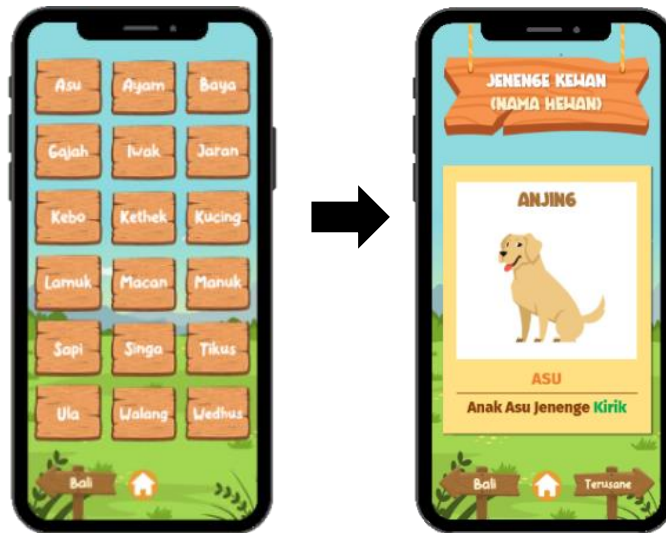 Asu Ayam Baya
Gajah Iwak Jaran
Kebo Kethek Kucing
Lamuk Macan Manuk
Sapi Singa Tikus
Ula Walang Wedhus
Bali
JENENGE KEWAN
(NAMA HEWAN)
ANJING
ASU
Anak Asu Jenenge Kirik
Bali Terusane